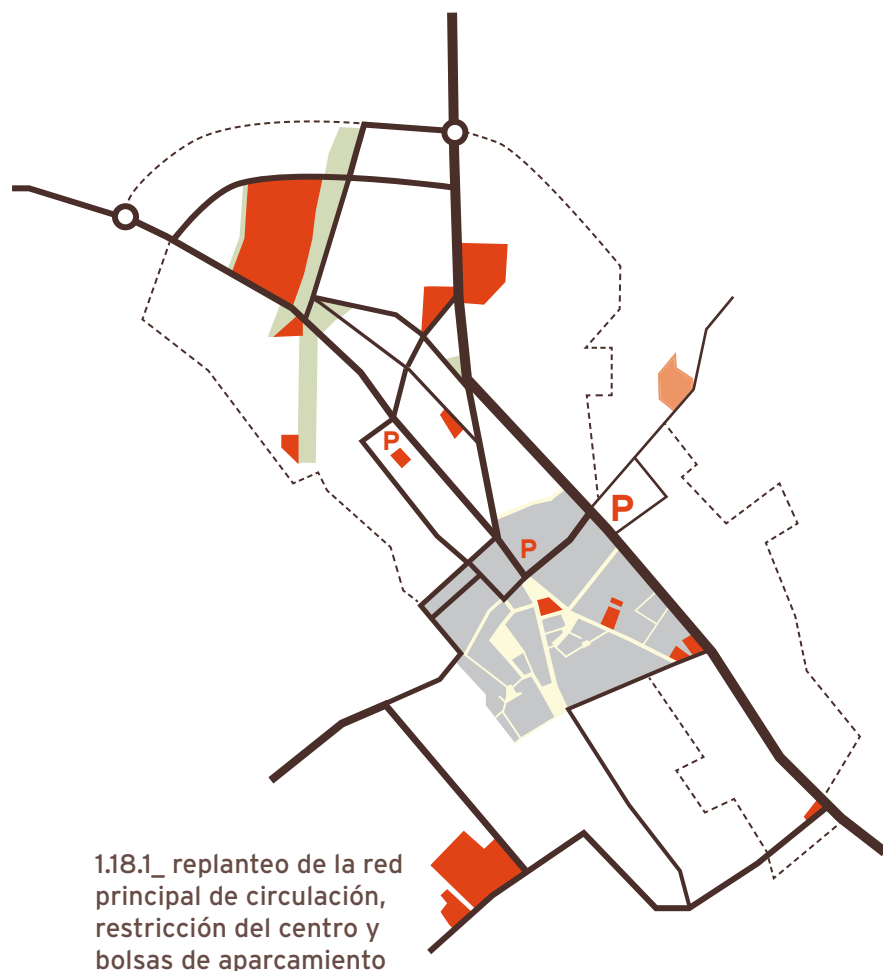 P
P
P
1.18.1_ replanteo de la red
principal de circulación,
restricción del centro y
bolsas de aparcamiento